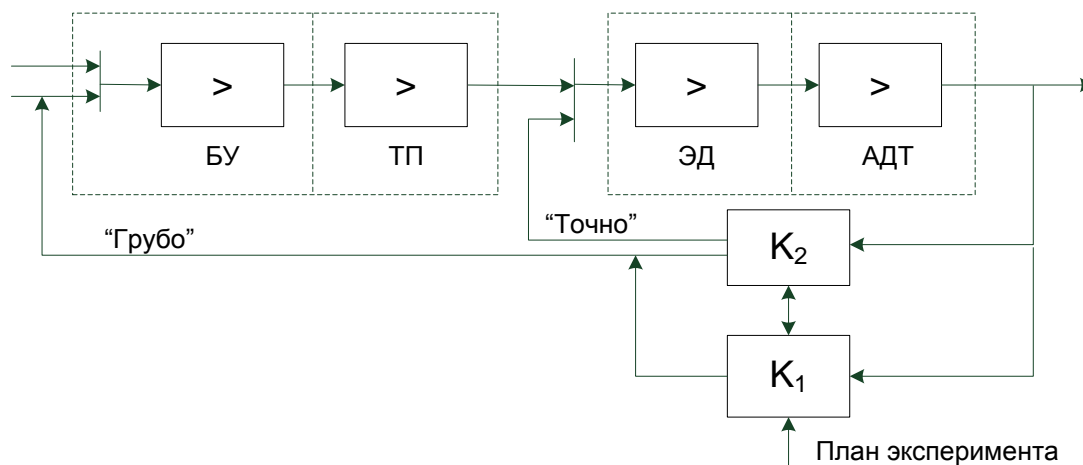 > > > >
БУ ТП ЭД АДТ
“Грубо” “Точно”
K₂
K₁
План эксперимента